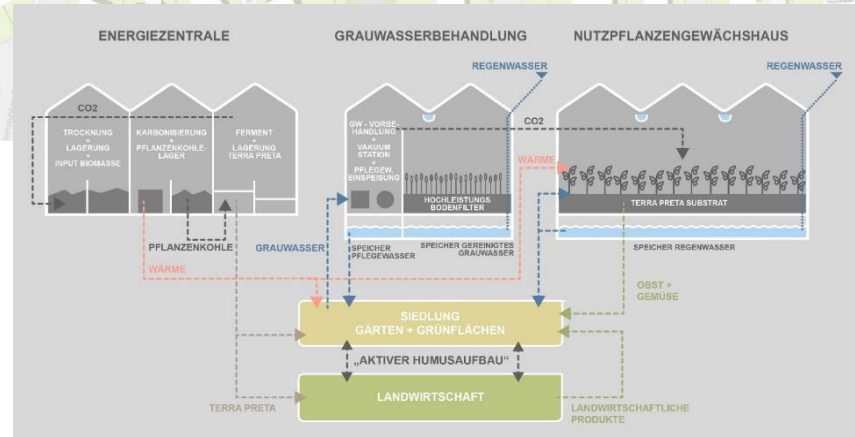 ENERGIEZENTRALE
GRAUWASSERBEHANDLUNG
NUTZPFLANZENGEWÄCHSHAUS
REGENWASSER
REGENWASSER
CO2
TROCKNUNG
+
LAGERUNG
+
INPUT BIOMASSE
KARBONISIERUNG
+
PFLANZENKOHLE-
LAGER
FERMENT
+
LAGERUNG
TERRA PRETA
GW - VORBE-
HANDLUNG
+
VAKUUM
STATION
+
PFLEGEW.
EINSPEISUNG
CO2
WÄRME
HOCHLEISTUNGS
BODENFILTER
TERRA PRETA SUBSTRAT
PFLANZENKOHLE
GRAUWASSER
SPEICHER
PFLEGEWASSER
SPEICHER GEREINIGTES
GRAUWASSER
SPEICHER REGENWASSER
WÄRME
OBST +
GEMÜSE
SIEDLUNG
GÄRTEN + GRÜNFLÄCHEN
„AKTIVER HUMUSAUFBAU“
LANDWIRTSCHAFT
TERRA PRETA
LANDWIRTSCHAFTLICHE
PRODUKTE